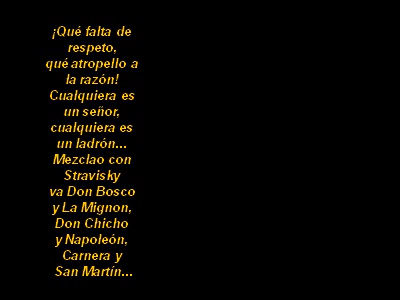 ¡Qué falta de
respeto,
qué atropello a
la razón!
Cualquiera es
un señor,
cualquiera es
un ladrón...
Mezclao con
Stravisky
va Don Bosco
y La Mignon,
Don Chicho
y Napoleón,
Carnera y
San Martín...